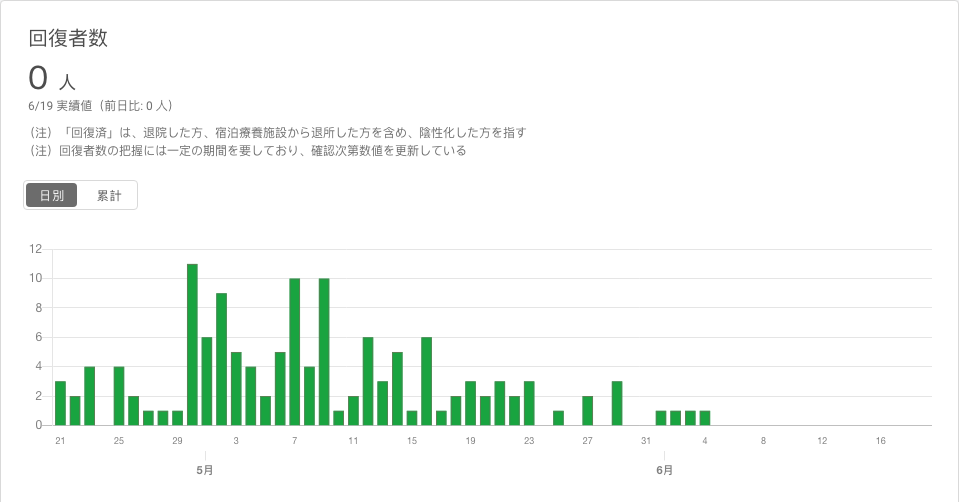 回復者数
0 人
6/19 実績値（前日比: 0 人）
（注）「回復済」は、退院した方、宿泊療養施設から退所した方を含め、陰性化した方を指す
（注）回復者数の把握には一定の期間を要しており、確認次第数値を更新している
日別 累計
12
10
8
6
4
2
0
21 25 29 3 7 11 15 19 23 27 31 4 8 12 16
5月 6月